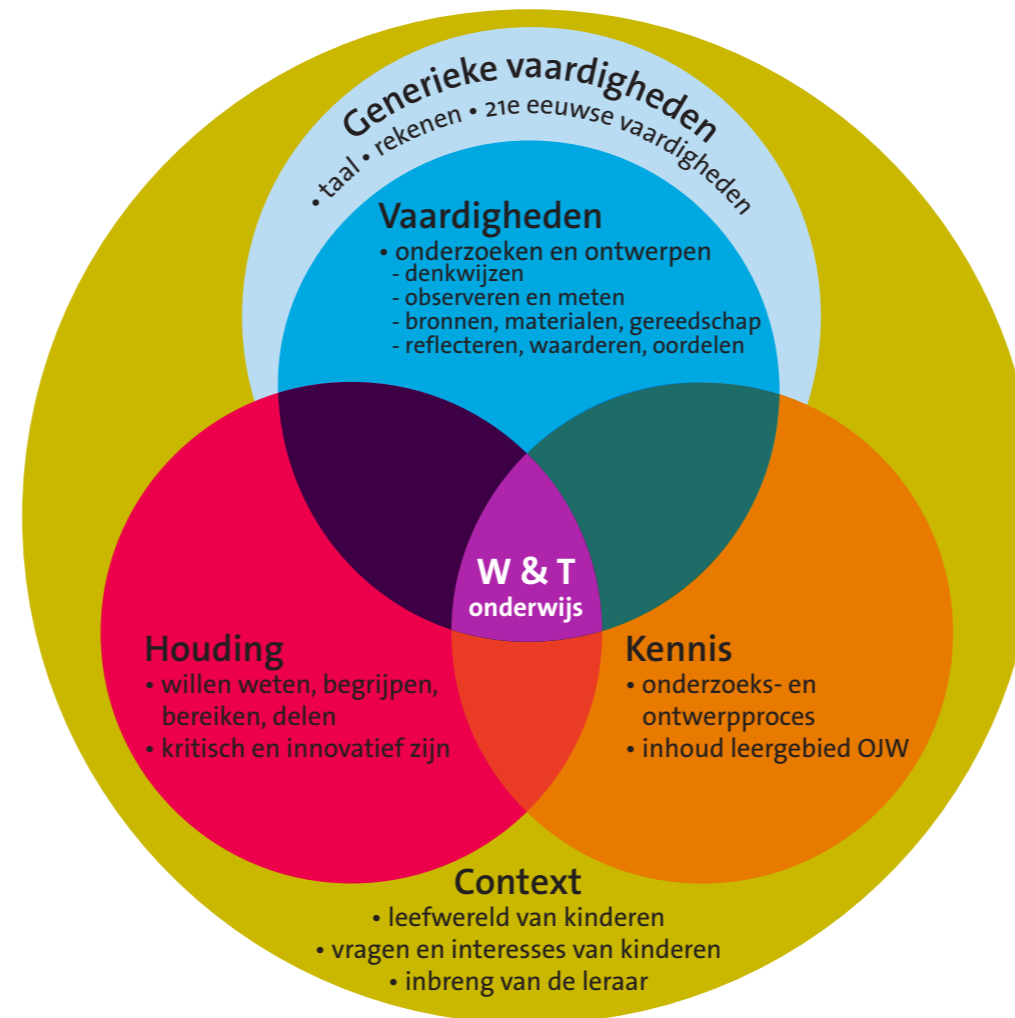 Generieke vaardigheden
• taal • rekenen • 21e eeuwse vaardigheden
Vaardigheden
• onderzoeken en ontwerpen
- denkwijzen
- observeren en meten
- bronnen, materialen, gereedschap
- reflecteren, waarderen, oordelen
W & T
onderwijs
Houding
• willen weten, begrijpen,
bereiken, delen
• kritisch en innovatief zijn
Kennis
• onderzoeks- en
ontwerpproces
• inhoud leergebied OJW
Context
• leefwereld van kinderen
• vragen en interesses van kinderen
• inbreng van de leraar